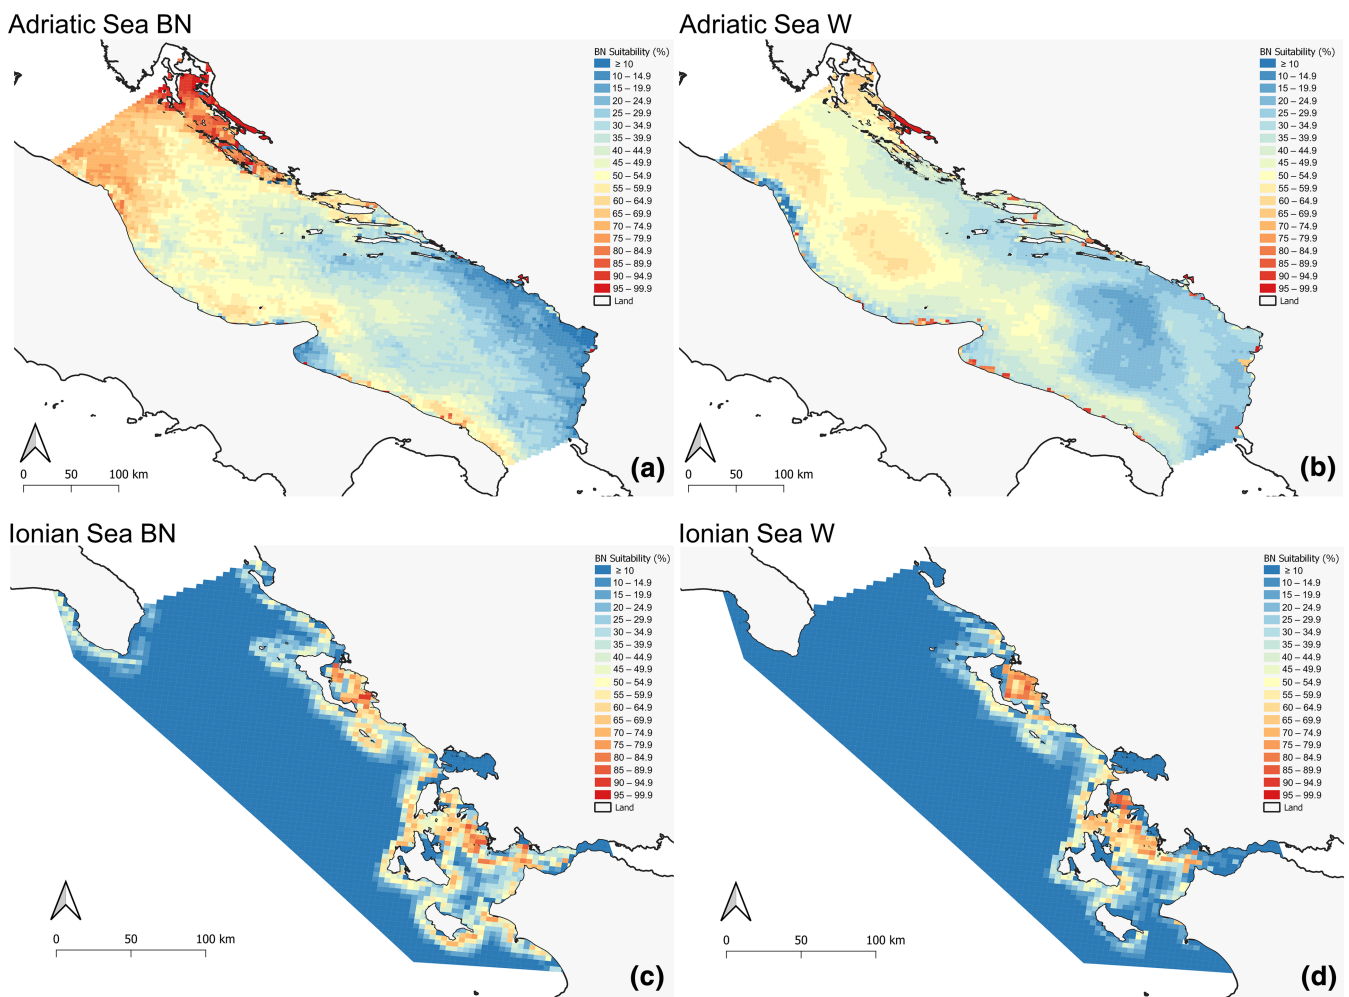 Adriatic Sea BN
BN Suitability (%)
≥ 10
10 – 14.9
15 – 19.9
20 – 24.9
25 – 29.9
30 – 34.9
35 – 39.9
40 – 44.9
45 – 49.9
50 – 54.9
55 – 59.9
60 – 64.9
65 – 69.9
70 – 74.9
75 – 79.9
80 – 84.9
85 – 89.9
90 – 94.9
95 – 99.9
Land
0 50 100 km
(a)
Adriatic Sea W
BN Suitability (%)
≥ 10
10 – 14.9
15 – 19.9
20 – 24.9
25 – 29.9
30 – 34.9
35 – 39.9
40 – 44.9
45 – 49.9
50 – 54.9
55 – 59.9
60 – 64.9
65 – 69.9
70 – 74.9
75 – 79.9
80 – 84.9
85 – 89.9
90 – 94.9
95 – 99.9
Land
0 50 100 km
(b)
Ionian Sea BN
BN Suitability (%)
≥ 10
10 – 14.9
15 – 19.9
20 – 24.9
25 – 29.9
30 – 34.9
35 – 39.9
40 – 44.9
45 – 49.9
50 – 54.9
55 – 59.9
60 – 64.9
65 – 69.9
70 – 74.9
75 – 79.9
80 – 84.9
85 – 89.9
90 – 94.9
95 – 99.9
Land
0 50 100 km
(c)
Ionian Sea W
BN Suitability (%)
≥ 10
10 – 14.9
15 – 19.9
20 – 24.9
25 – 29.9
30 – 34.9
35 – 39.9
40 – 44.9
45 – 49.9
50 – 54.9
55 – 59.9
60 – 64.9
65 – 69.9
70 – 74.9
75 – 79.9
80 – 84.9
85 – 89.9
90 – 94.9
95 – 99.9
Land
0 50 100 km
(d)